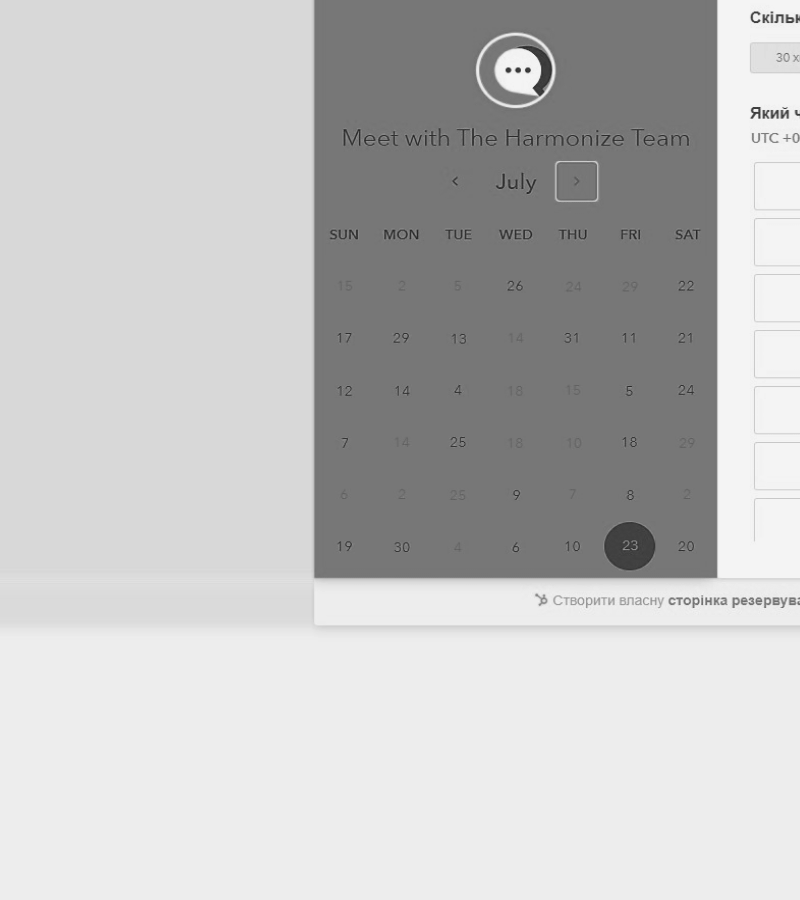 Meet with The Harmonize Team
July
SUN MON TUE WED THU FRI SAT
15 2 5 26 24 29 22
17 29 13 14 31 11 21
12 14 4 18 15 5 24
7 14 25 18 10 18 29
6 2 25 9 7 8 2
19 30 4 6 10 23 20
30
UTC +0
Створити власну сторінка